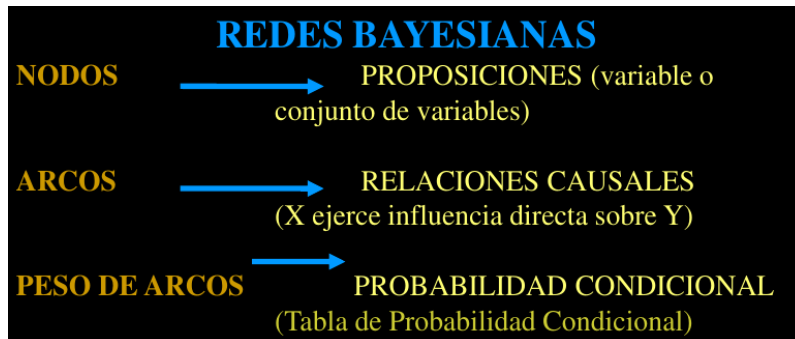 REDES BAYESIANAS
NODOS PROPOSICIONES (variable o
conjunto de variables)
ARCOS RELACIONES CAUSALES
(X ejerce influencia directa sobre Y)
PESO DE ARCOS PROBABILIDAD CONDICIONAL
(Tabla de Probabilidad Condicional)